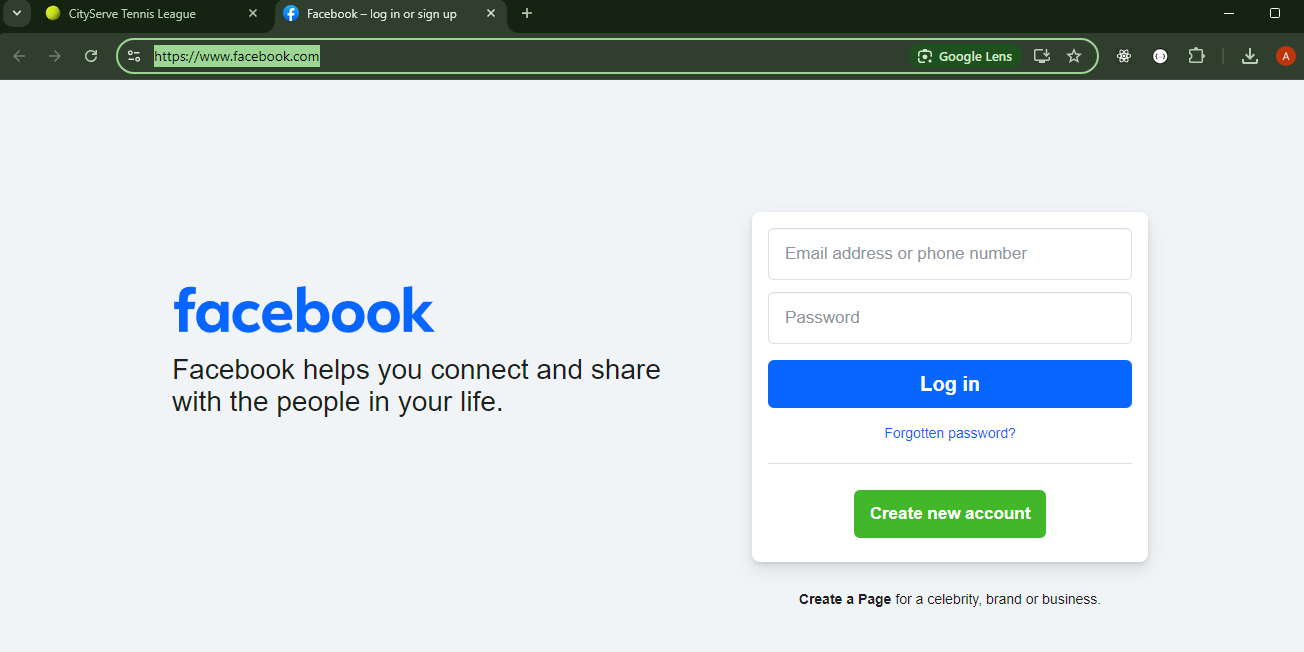 CityServe Tennis League
Facebook – log in or sign up
https://www.facebook.com
Google Lens
A
facebook
Facebook helps you connect and share
with the people in your life.
Email address or phone number
Password
Log in
Forgotten password?
Create new account
Create a Page for a celebrity, brand or business.